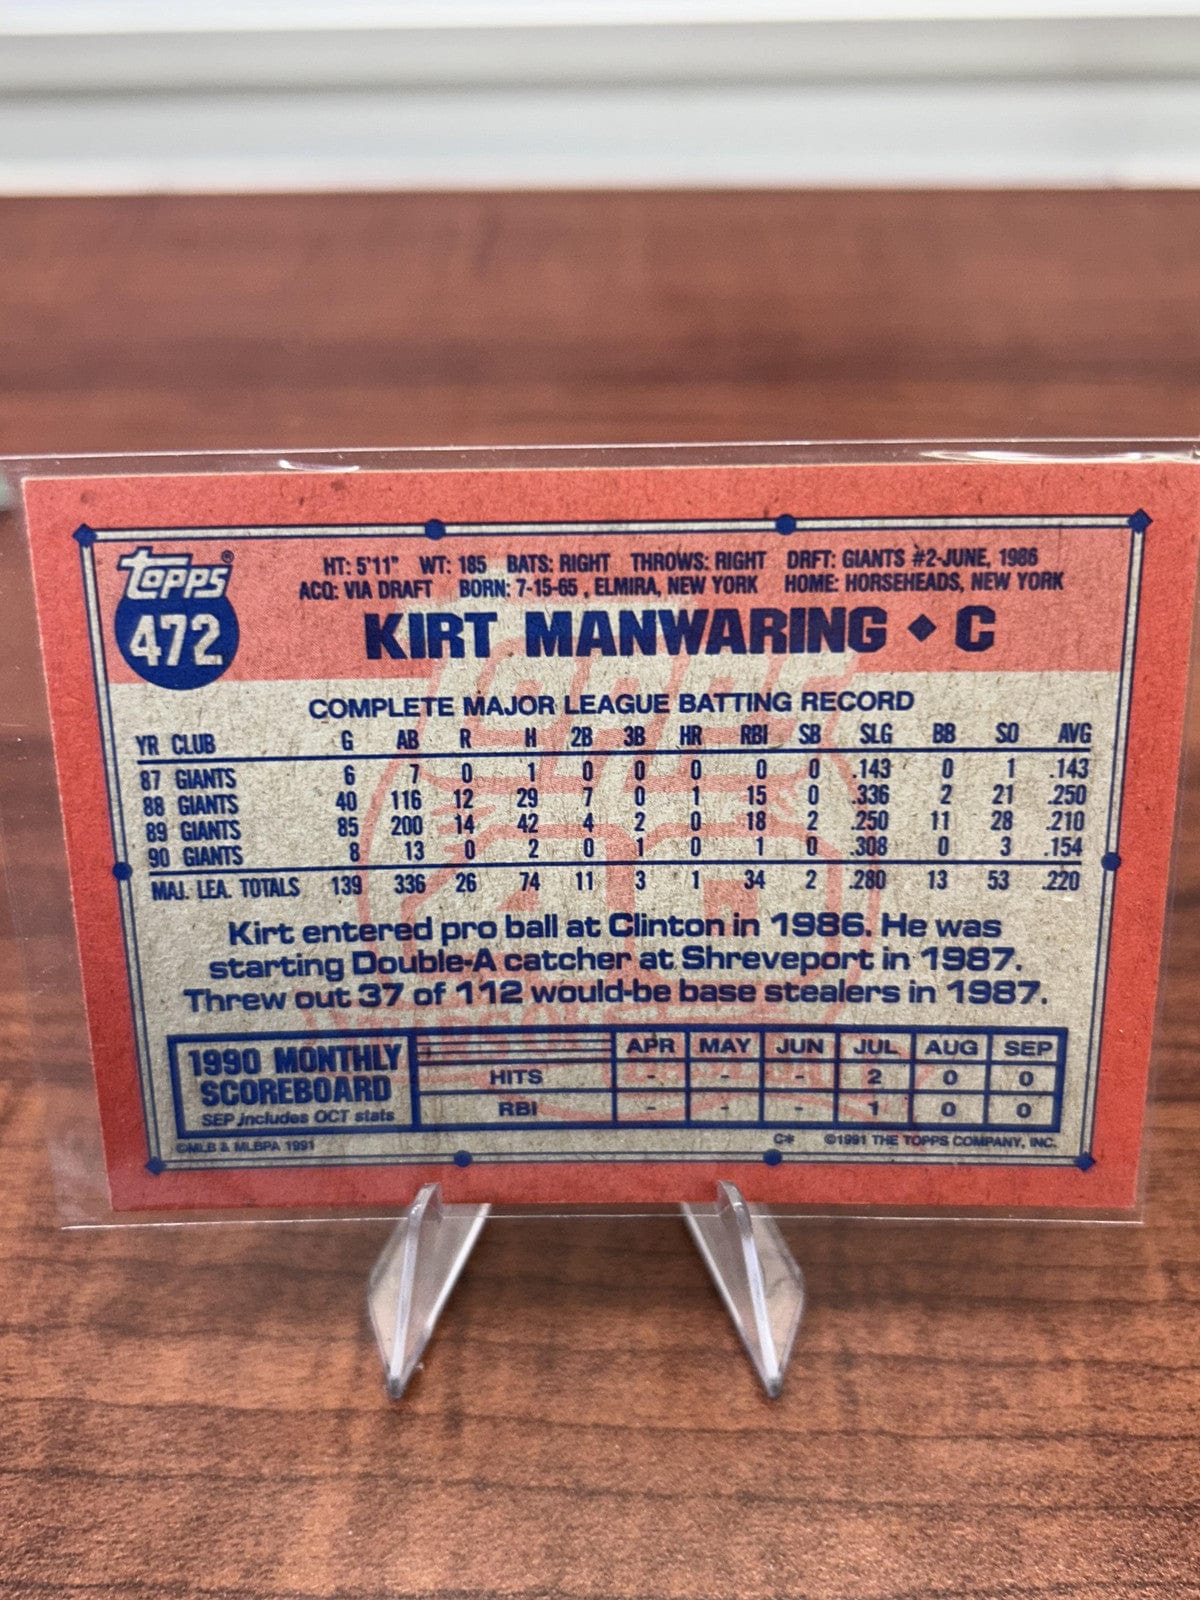 Topps®
472
HT: 5'11" WT: 185 BATS: RIGHT THROWS: RIGHT DRFT: GIANTS #2-JUNE, 1986
ACQ: VIA DRAFT BORN: 7-15-65 , ELMIRA, NEW YORK HOME: HORSEHEADS, NEW YORK
KIRT MANWARING ◆ C
COMPLETE MAJOR LEAGUE BATTING RECORD
YR CLUB G AB R H 2B 3B HR RBI SB SLG BB SO AVG
87 GIANTS 6 7 0 1 0 0 0 0 0 .143 0 1 .143
88 GIANTS 40 116 12 29 7 0 1 15 0 .336 2 21 .250
89 GIANTS 85 200 14 42 4 2 0 18 2 .250 11 28 .210
90 GIANTS 8 13 0 2 0 1 0 1 0 .308 0 3 .154
MAJ. LEA. TOTALS 139 336 26 74 11 3 1 34 2 .280 13 53 .220
Kirt entered pro ball at Clinton in 1986. He was
starting Double-A catcher at Shreveport in 1987.
Threw out 37 of 112 would-be base stealers in 1987.
1990 MONTHLY
SCOREBOARD
SEP includes OCT stats
APR MAY JUN JUL AUG SEP
HITS - - - 2 0 0
RBI - - - 1 0 0
©MLB & MLBPA 1991 C* ©1991 THE TOPPS COMPANY, INC.